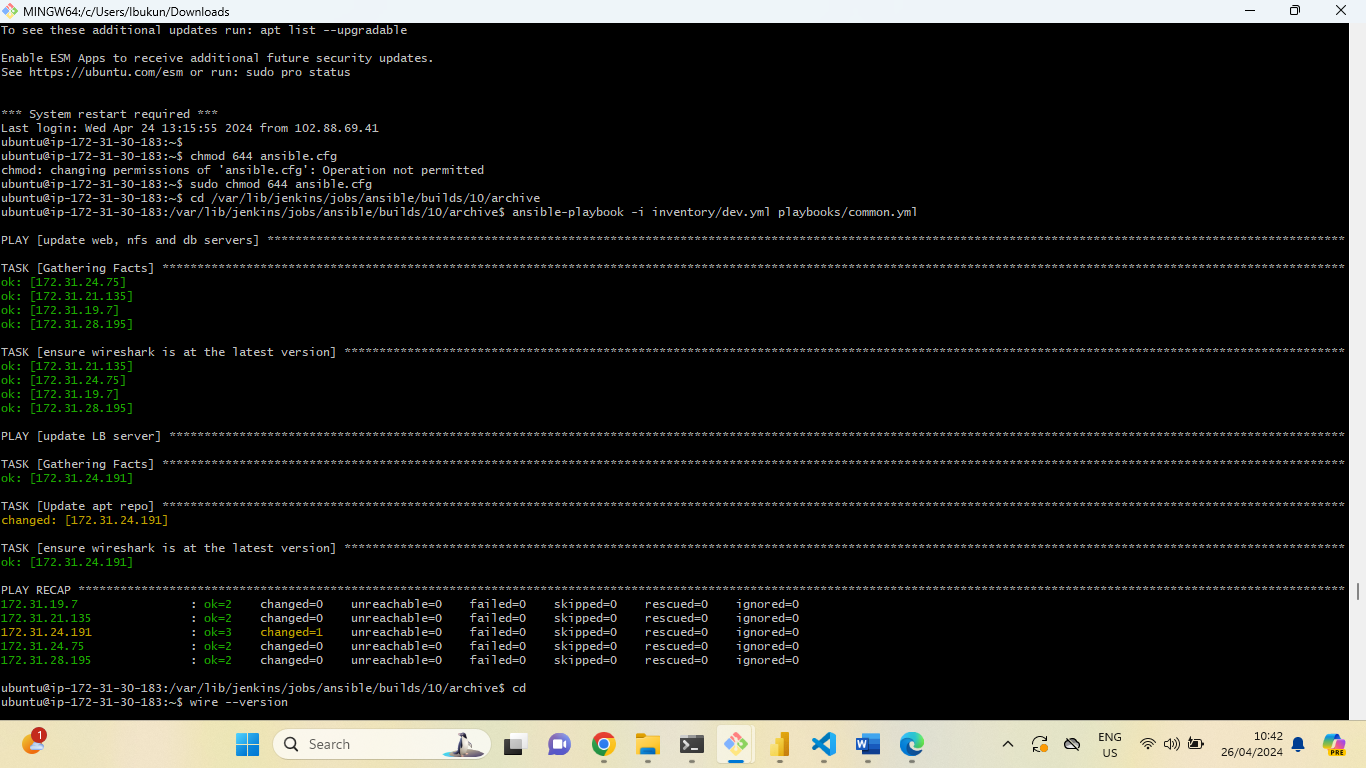 MINGW64:/c/Users/Ibukun/Downloads
To see these additional updates run: apt list --upgradable
Enable ESM Apps to receive additional future security updates.
See https://ubuntu.com/esm or run: sudo pro status
*** System restart required ***
Last login: Wed Apr 24 13:15:55 2024 from 102.88.69.41
ubuntu@ip-172-31-30-183:~$
ubuntu@ip-172-31-30-183:~$ chmod 644 ansible.cfg
chmod: changing permissions of 'ansible.cfg': Operation not permitted
ubuntu@ip-172-31-30-183:~$ sudo chmod 644 ansible.cfg
ubuntu@ip-172-31-30-183:~$ cd /var/lib/jenkins/jobs/ansible/builds/10/archive
ubuntu@ip-172-31-30-183:/var/lib/jenkins/jobs/ansible/builds/10/archive$ ansible-playbook -i inventory/dev.yml playbooks/common.yml
PLAY [update web, nfs and db servers] ***********************************************************************************************************************************************************
TASK [Gathering Facts] **************************************************************************************************************************************************************************
ok: [172.31.24.75]
ok: [172.31.21.135]
ok: [172.31.19.7]
ok: [172.31.28.195]
TASK [ensure wireshark is at the latest version] ************************************************************************************************************************************************
ok: [172.31.21.135]
ok: [172.31.24.75]
ok: [172.31.19.7]
ok: [172.31.28.195]
PLAY [update LB server] *************************************************************************************************************************************************************************
TASK [Gathering Facts] **************************************************************************************************************************************************************************
ok: [172.31.24.191]
TASK [Update apt repo] **************************************************************************************************************************************************************************
changed: [172.31.24.191]
TASK [ensure wireshark is at the latest version] ************************************************************************************************************************************************
ok: [172.31.24.191]
PLAY RECAP **************************************************************************************************************************************************************************************
172.31.19.7 : ok=2 changed=0 unreachable=0 failed=0 skipped=0 rescued=0 ignored=0
172.31.21.135 : ok=2 changed=0 unreachable=0 failed=0 skipped=0 rescued=0 ignored=0
172.31.24.191 : ok=3 changed=1 unreachable=0 failed=0 skipped=0 rescued=0 ignored=0
172.31.24.75 : ok=2 changed=0 unreachable=0 failed=0 skipped=0 rescued=0 ignored=0
172.31.28.195 : ok=2 changed=0 unreachable=0 failed=0 skipped=0 rescued=0 ignored=0
ubuntu@ip-172-31-30-183:/var/lib/jenkins/jobs/ansible/builds/10/archive$ cd
ubuntu@ip-172-31-30-183:~$ wire --version
1
Search
ENG
US
10:42
26/04/2024
PRE